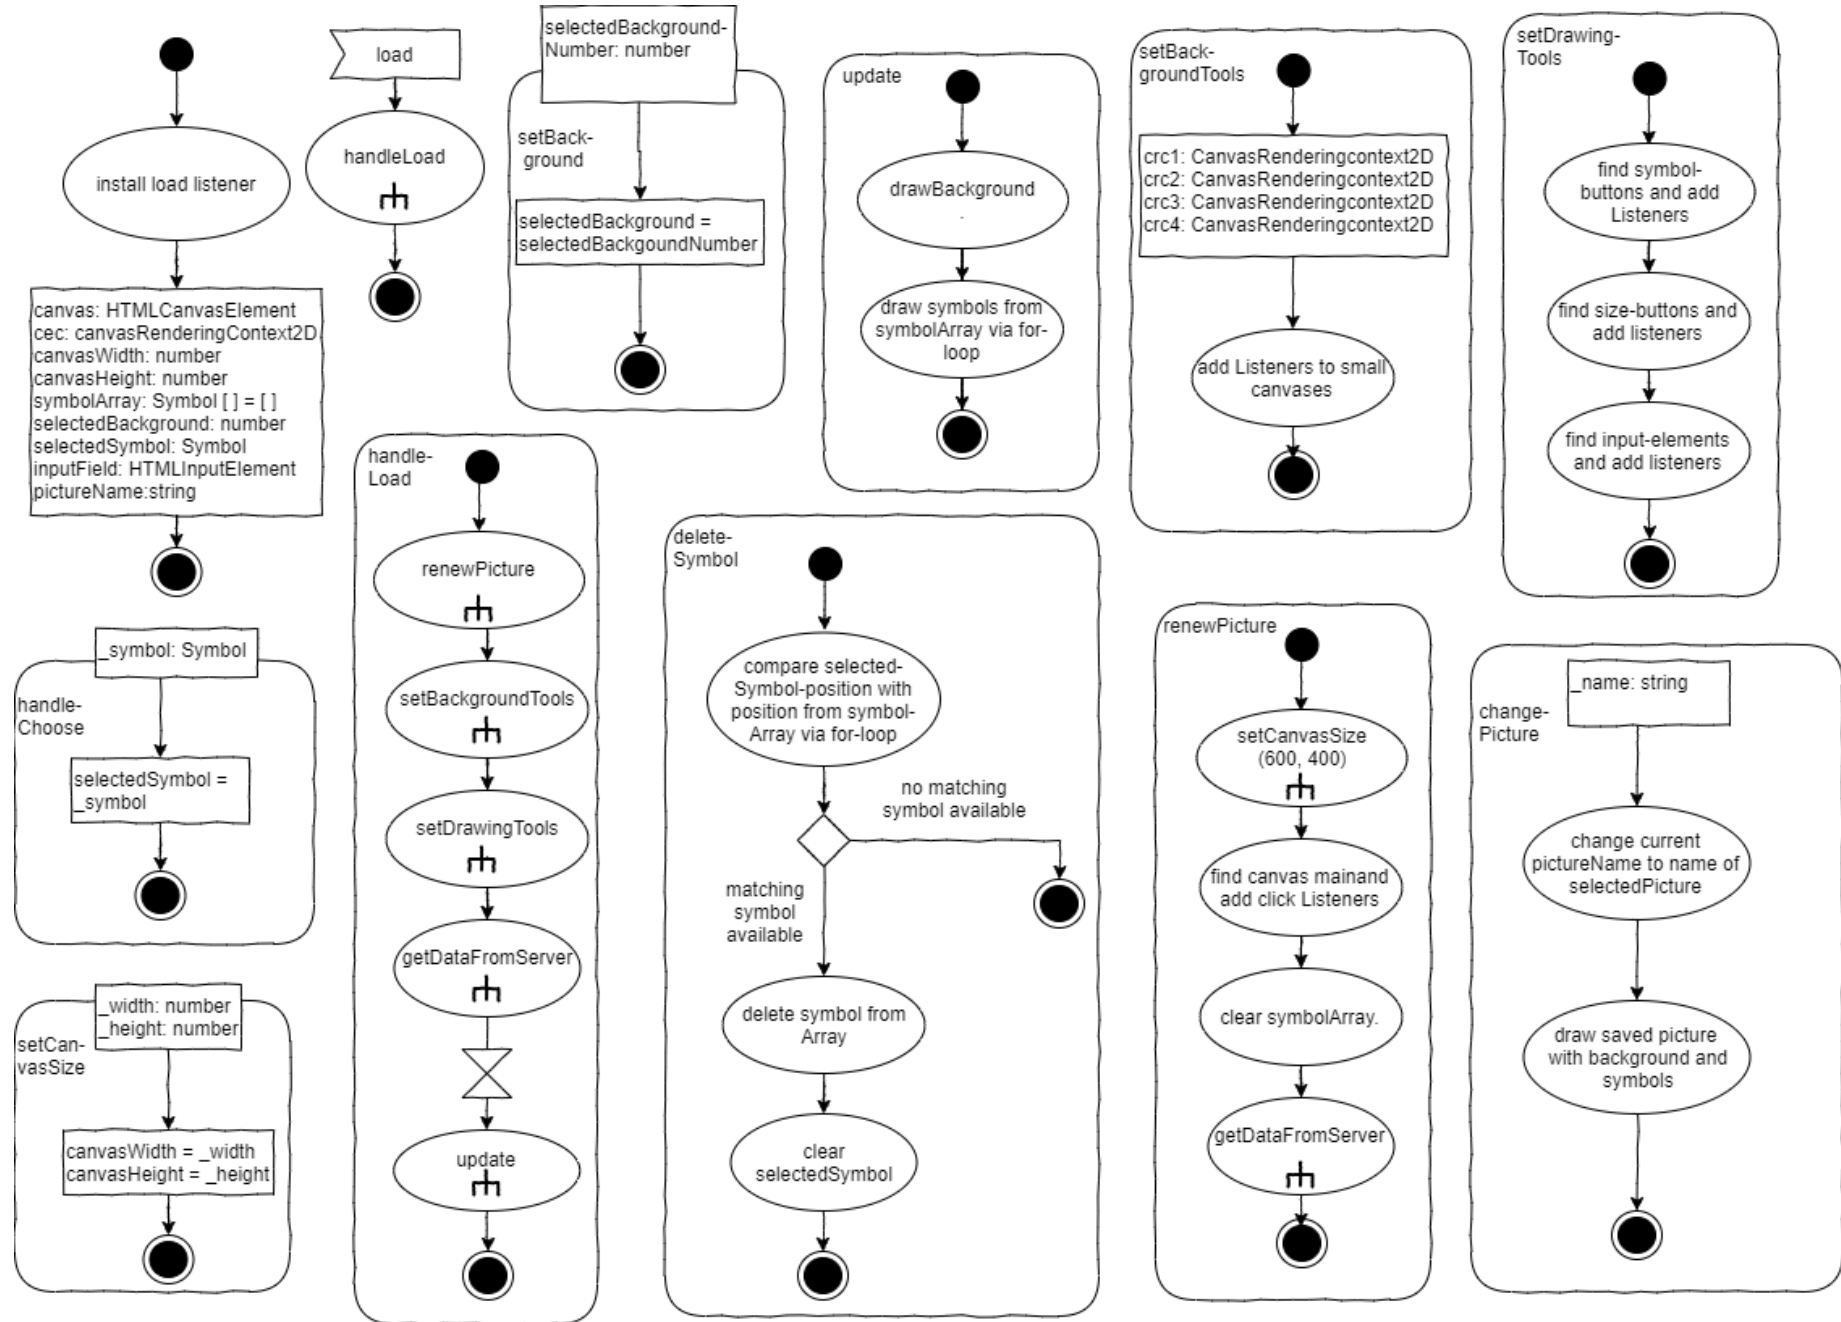 install load listener
canvas: HTMLCanvasElement
cec: canvasRenderingContext2D
canvasWidth: number
canvasHeight: number
symbolArray: Symbol [ ] = [ ]
selectedBackground: number
selectedSymbol: Symbol
inputField: HTMLInputElement
pictureName:string
load
handleLoad
selectedBackground-
Number: number
setBack-
ground
selectedBackground =
selectedBackgoundNumber
update
drawBackground
.
draw symbols from
symbolArray via for-
loop
setBack-
groundTools
crc1: CanvasRenderingcontext2D
crc2: CanvasRenderingcontext2D
crc3: CanvasRenderingcontext2D
crc4: CanvasRenderingcontext2D
add Listeners to small
canvases
setDrawing-
Tools
find symbol-
buttons and add
Listeners
find size-buttons and
add listeners
find input-elements
and add listeners
_symbol: Symbol
handle-
Choose
selectedSymbol =
_symbol
_width: number
_height: number
setCan-
vasSize
canvasWidth = _width
canvasHeight = _height
handle-
Load
renewPicture
setBackgroundTools
setDrawingTools
getDataFromServer
update
delete-
Symbol
compare selected-
Symbol-position with
position from symbol-
Array via for-loop
no matching
symbol available
matching
symbol
available
delete symbol from
Array
clear
selectedSymbol
renewPicture
setCanvasSize
(600, 400)
find canvas mainand
add click Listeners
clear symbolArray.
getDataFromServer
_name: string
change-
Picture
change current
pictureName to name of
selectedPicture
draw saved picture
with background and
symbols